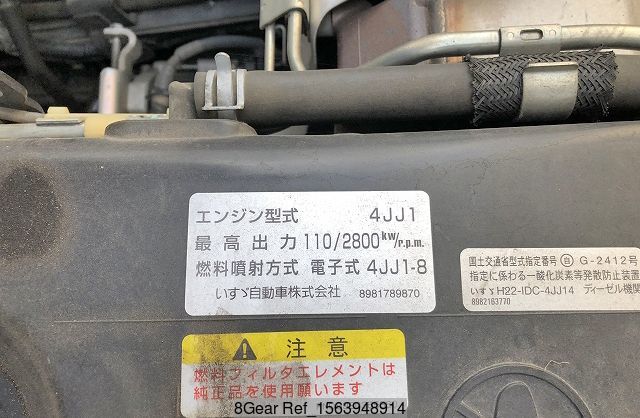 エンジン型式 4JJ1
最高出力 110/2800kW/r.p.m.
燃料噴射方式 電子式 4JJ1-8
いすゞ自動車株式会社 8981789870
国土交通省型式指定番号 自 G-2412号
指定に係わる一酸化炭素等発散防止装置
いすゞ H22-IDC-4JJ14 ディーゼル機関
8982163770
注意
燃料フィルタエレメントは
純正品を使用願います
8Gear Ref_1563948914